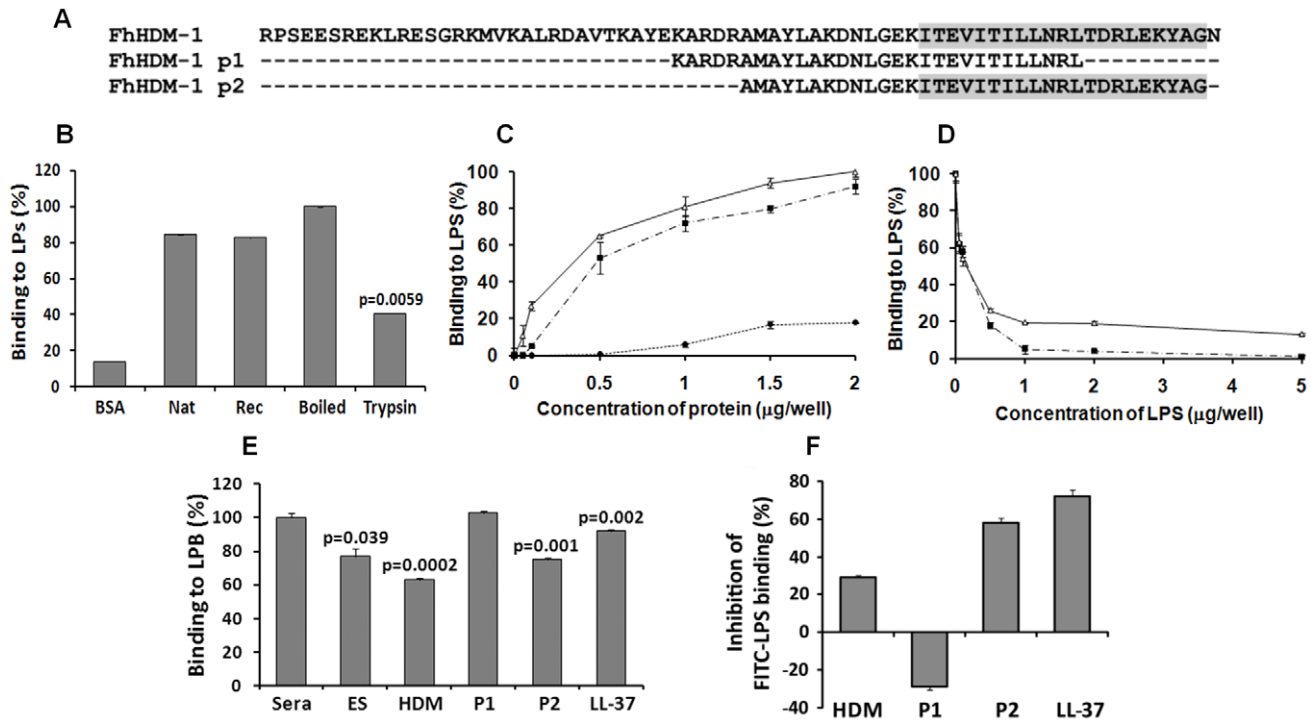 A
FhHDM-1 RPSEESREKLRESGRKMVKALRDAVTKAYEKARDRAMAYLAKDNLGEKITEVITILLNRLTDRLEKYAGN
FhHDM-1 p1 ------------------------------KARDRAMAYLAKDNLGEKITEVITILLNRL----------
FhHDM-1 p2 -----------------------------------AMAYLAKDNLGEKITEVITILLNRLTDRLEKYAG-
B
Binding to LPs (%)
120
100
80
60
40
20
0
p=0.0059
BSA Nat Rec Boiled Trypsin
C
Binding to LPS (%)
100
80
60
40
20
0
0 0.5 1 1.5 2
Concentration of protein (μg/well)
D
Binding to LPS (%)
100
80
60
40
20
0
0 1 2 3 4 5
Concentration of LPS (μg/well)
E
Binding to LPB (%)
120
100
80
60
40
20
0
p=0.039
p=0.0002
p=0.001
p=0.002
Sera ES HDM P1 P2 LL-37
F
Inhibition of
FITC-LPS binding (%)
80
60
40
20
0
-20
-40
HDM P1 P2 LL-37